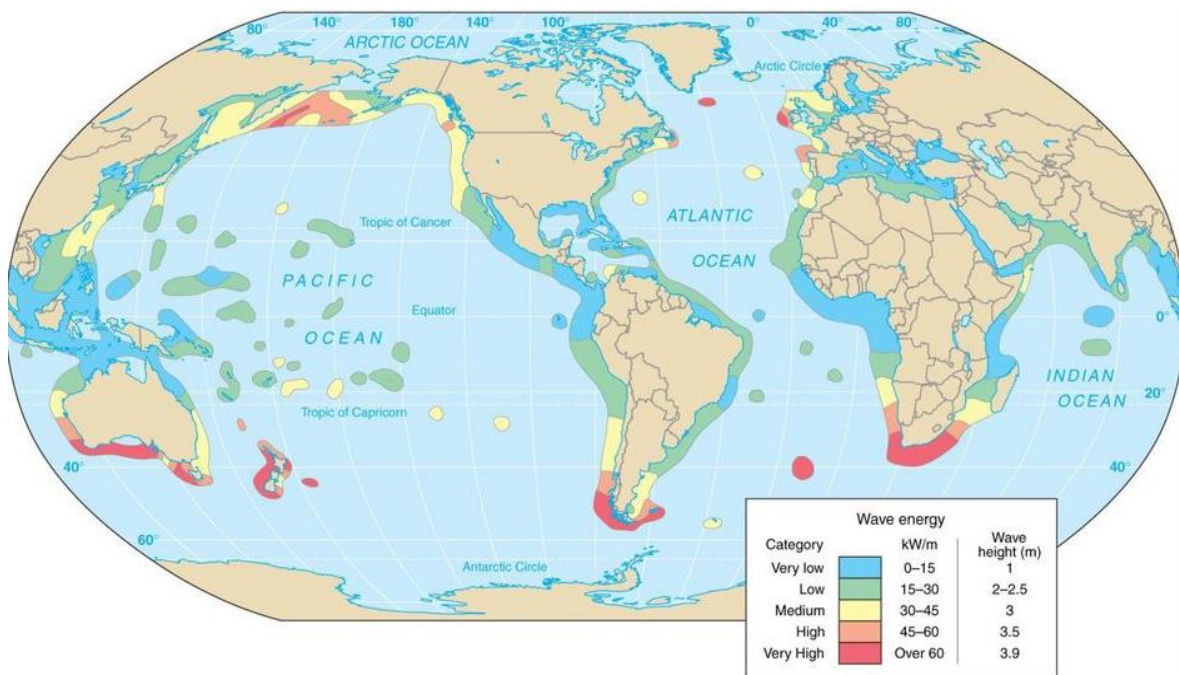 80° 140° 180° 140° 100° 0° 40° 80°
ARCTIC OCEAN
Arctic Circle
Tropic of Cancer
ATLANTIC
OCEAN
PACIFIC
Equator
OCEAN
0°
INDIAN
OCEAN
20°
Tropic of Capricorn
40°
40°
60°
Antarctic Circle
Wave energy
Category kW/m Wave height (m)
Very low 0–15 1
Low 15–30 2–2.5
Medium 30–45 3
High 45–60 3.5
Very High Over 60 3.9